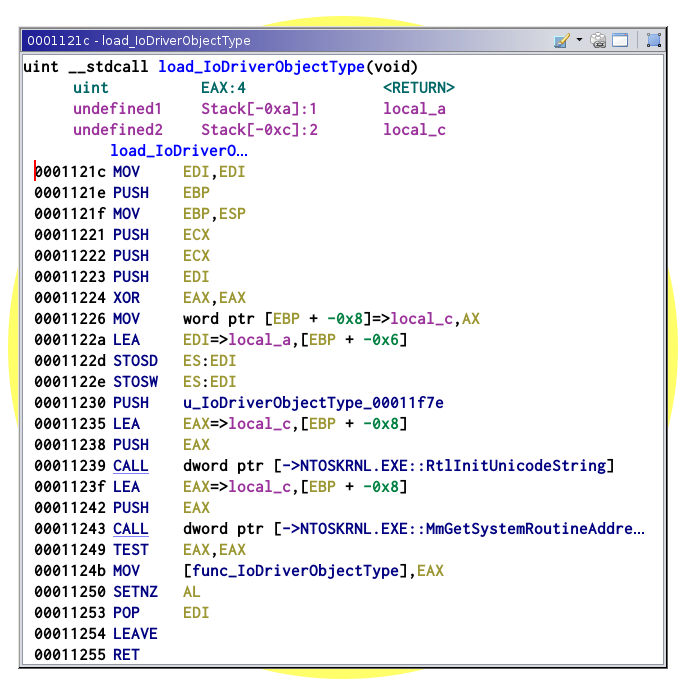 0001121c - load_IoDriverObjectType
uint __stdcall load_IoDriverObjectType(void)
uint EAX:4 <RETURN>
undefined1 Stack[-0xa]:1 local_a
undefined2 Stack[-0xc]:2 local_c
load_IoDriverO...
0001121c MOV EDI,EDI
0001121e PUSH EBP
0001121f MOV EBP,ESP
00011221 PUSH ECX
00011222 PUSH ECX
00011223 PUSH EDI
00011224 XOR EAX,EAX
00011226 MOV word ptr [EBP + -0x8]=>local_c,AX
0001122a LEA EDI=>local_a,[EBP + -0x6]
0001122d STOSD ES:EDI
0001122e STOSW ES:EDI
00011230 PUSH u_IoDriverObjectType_00011f7e
00011235 LEA EAX=>local_c,[EBP + -0x8]
00011238 PUSH EAX
00011239 CALL dword ptr [->NTOSKRNL.EXE::RtlInitUnicodeString]
0001123f LEA EAX=>local_c,[EBP + -0x8]
00011242 PUSH EAX
00011243 CALL dword ptr [->NTOSKRNL.EXE::MmGetSystemRoutineAddre...
00011249 TEST EAX,EAX
0001124b MOV [func_IoDriverObjectType],EAX
00011250 SETNZ AL
00011253 POP EDI
00011254 LEAVE
00011255 RET